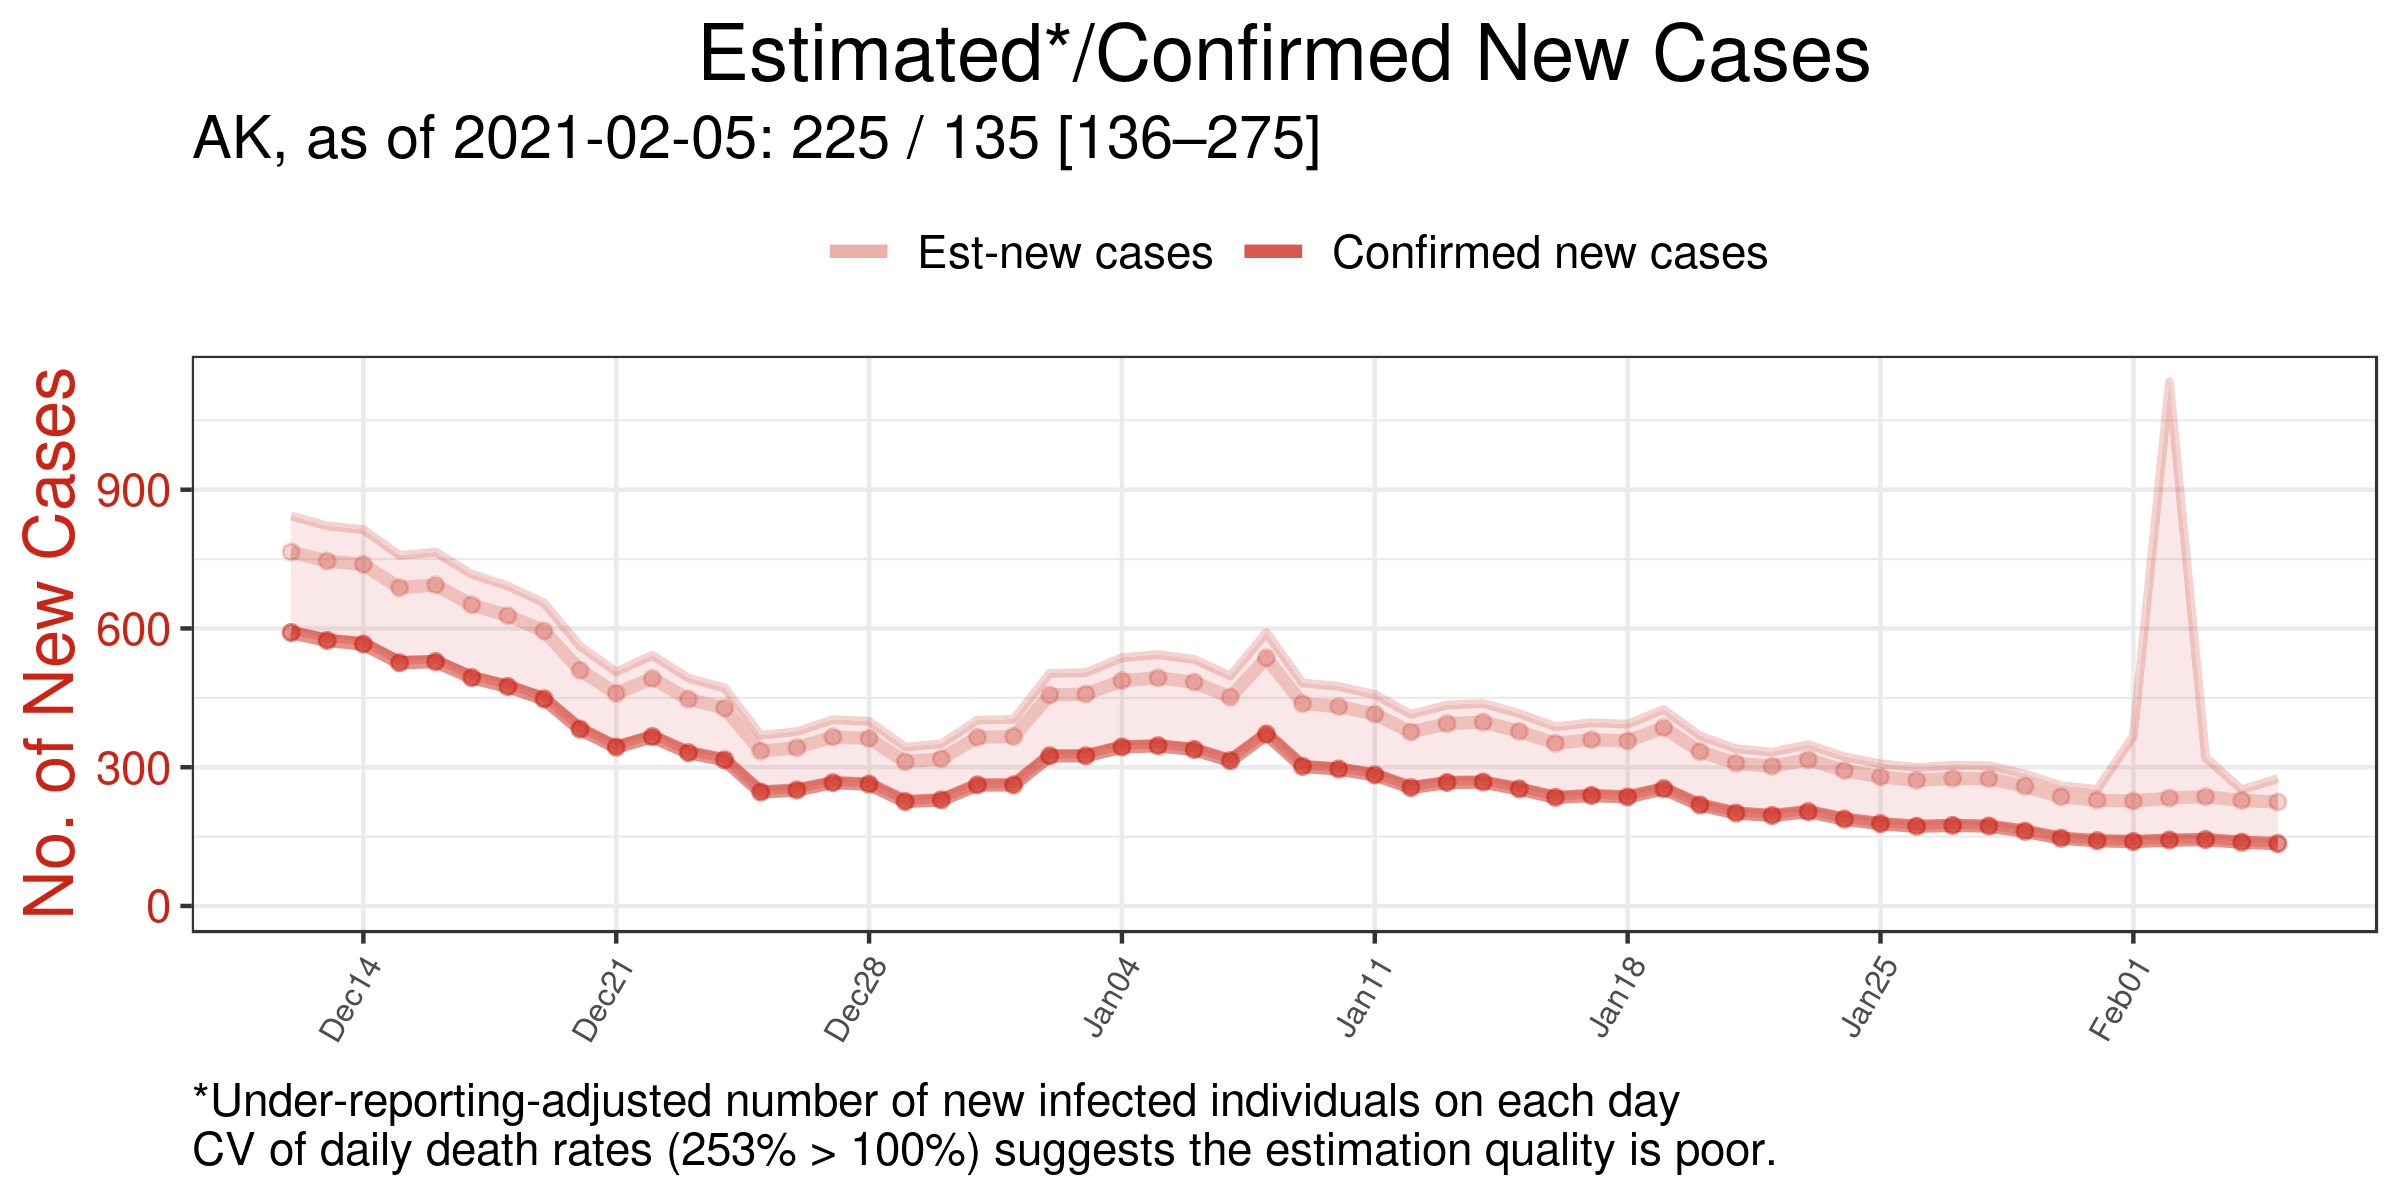 Estimated*/Confirmed New Cases
AK, as of 2021-02-05: 225 / 135 [136–275]
Est-new cases
Confirmed new cases
No. of New Cases
900
600
300
0
Dec14
Dec21
Dec28
Jan04
Jan11
Jan18
Jan25
Feb01
*Under-reporting-adjusted number of new infected individuals on each day
CV of daily death rates (253% > 100%) suggests the estimation quality is poor.